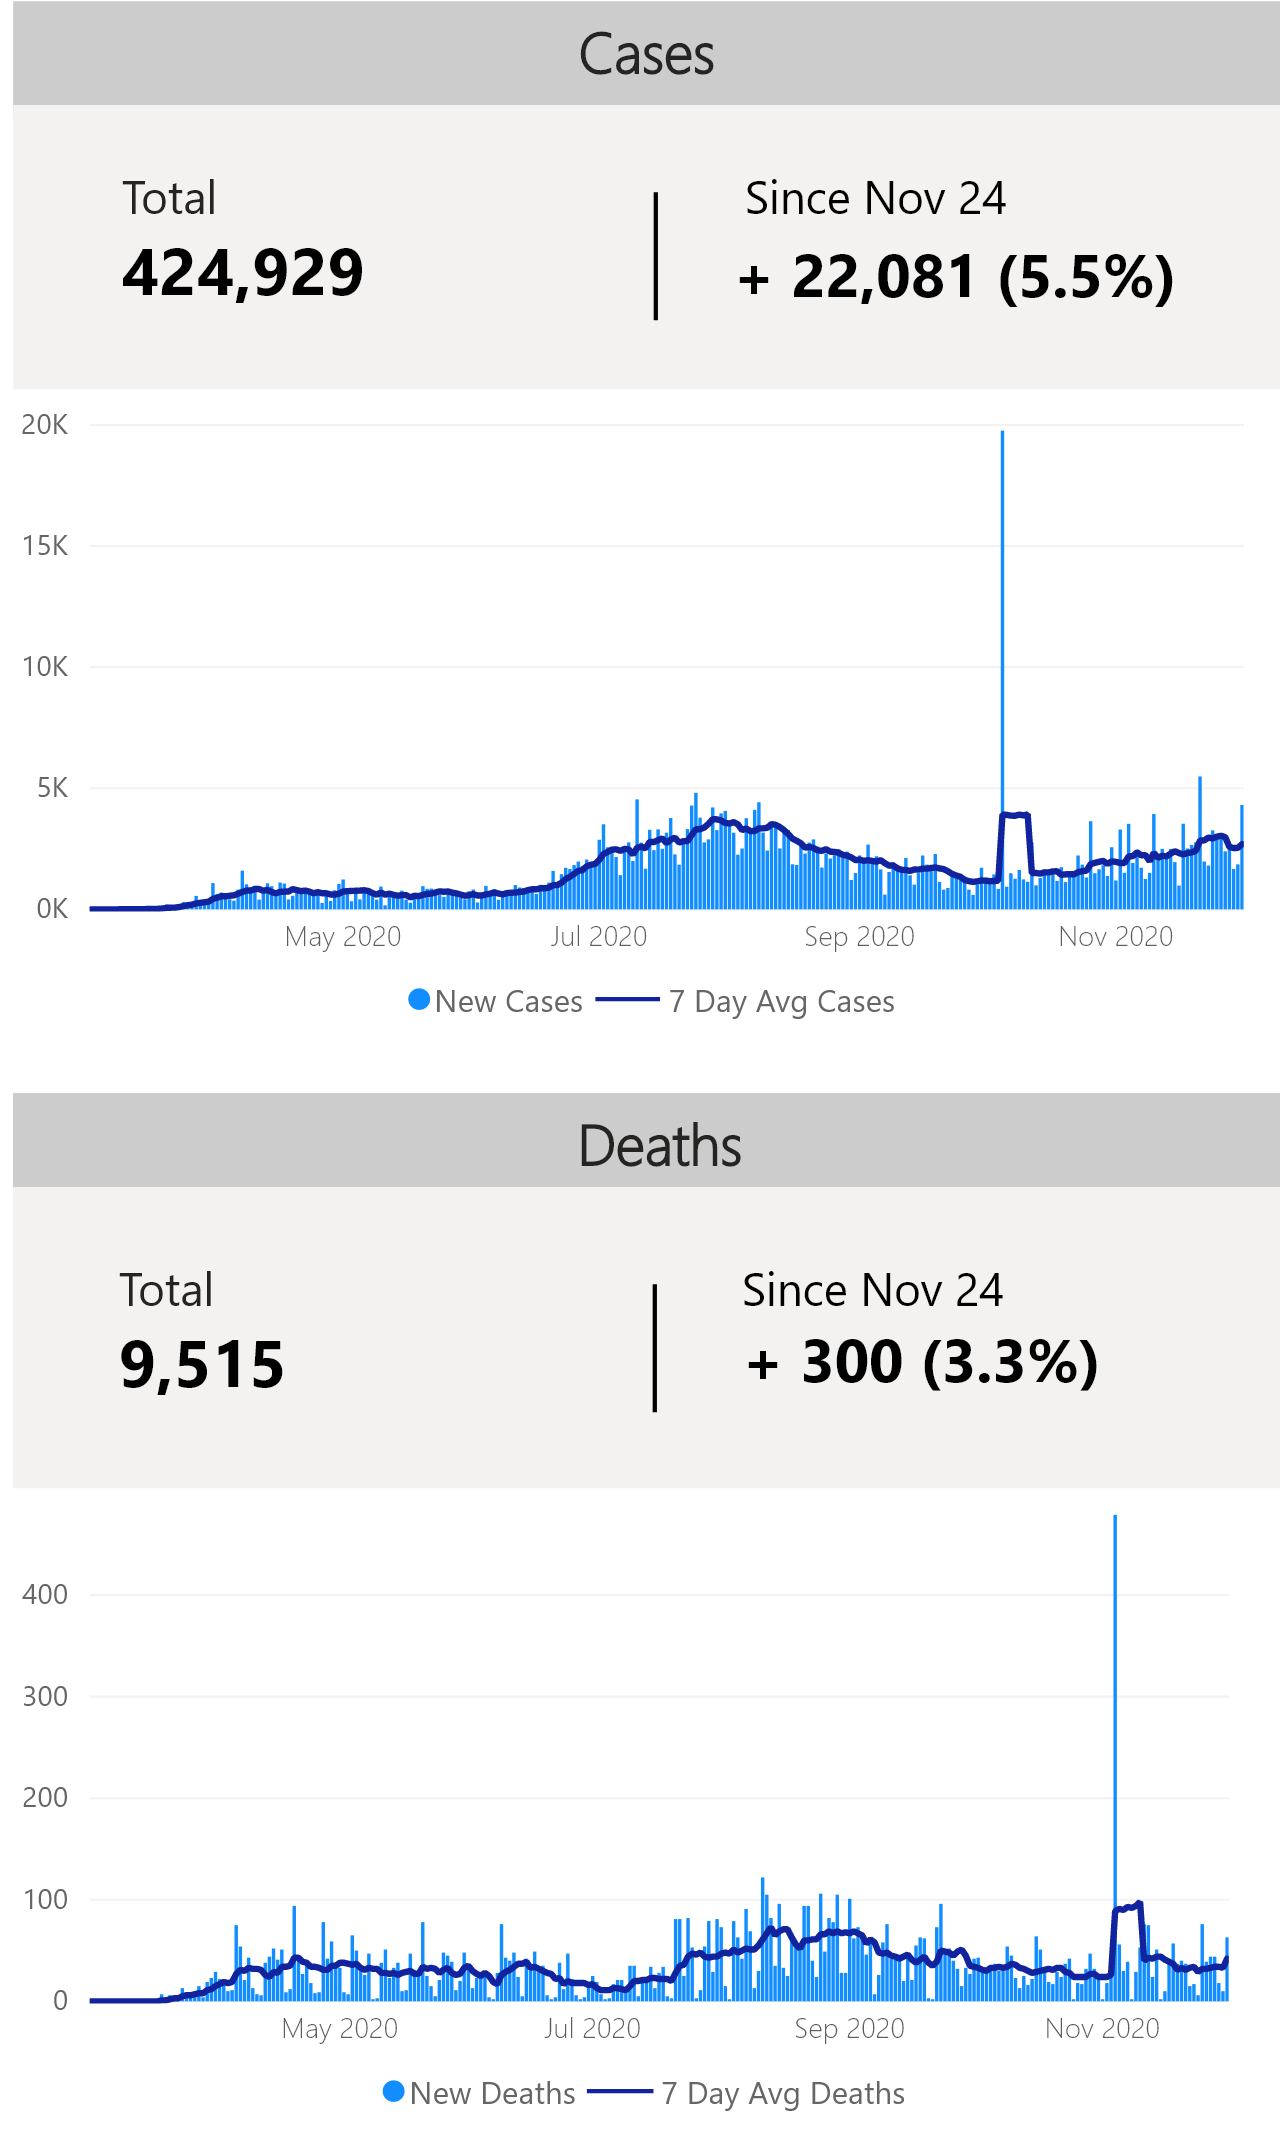 Cases
Total
424,929
Since Nov 24
+ 22,081 (5.5%)
20K
15K
10K
5K
0K
May 2020 Jul 2020 Sep 2020 Nov 2020
New Cases 7 Day Avg Cases
Deaths
Total
9,515
Since Nov 24
+ 300 (3.3%)
400
300
200
100
0
May 2020 Jul 2020 Sep 2020 Nov 2020
New Deaths 7 Day Avg Deaths